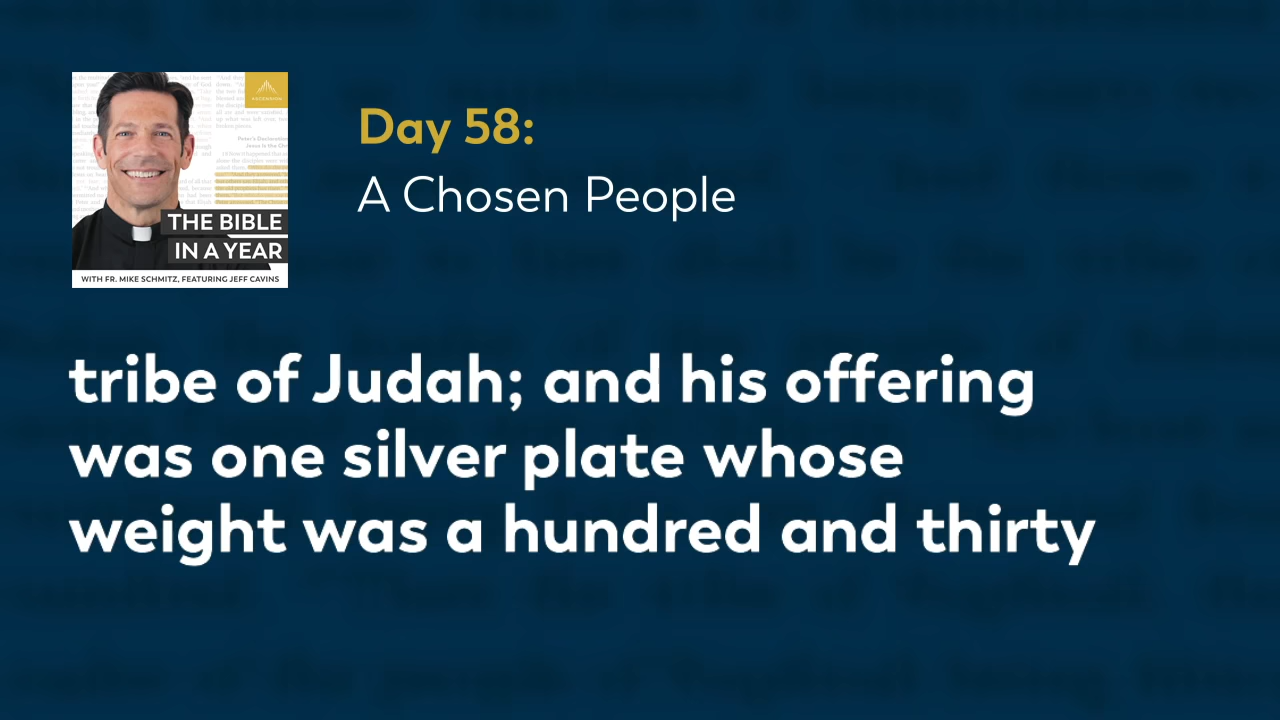 ASCENSION
THE BIBLE
IN A YEAR
WITH FR. MIKE SCHMITZ, FEATURING JEFF CAVINS
Day 58:
A Chosen People
tribe of Judah; and his offering
was one silver plate whose
weight was a hundred and thirty